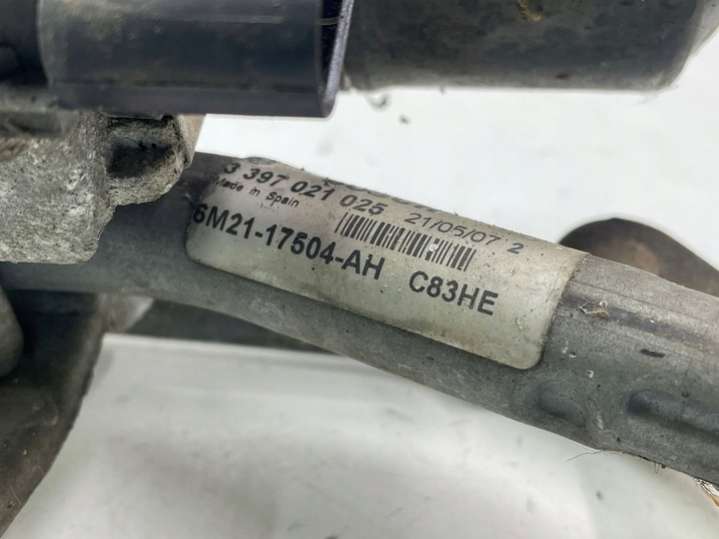 3 397 021 025 21/05/07 2
Made in Spain
6M21-17504-AH C83HE